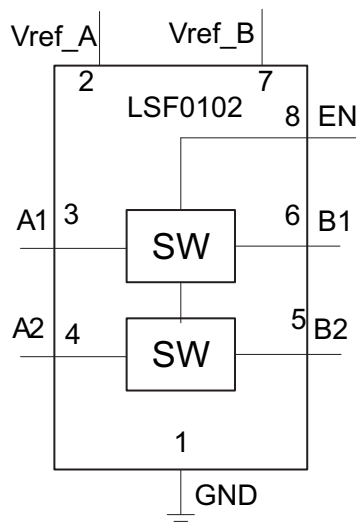 Vref_A Vref_B
2 7
LSF0102
8 EN
A1 3 6 B1
SW
A2 4 5 B2
SW
1
GND